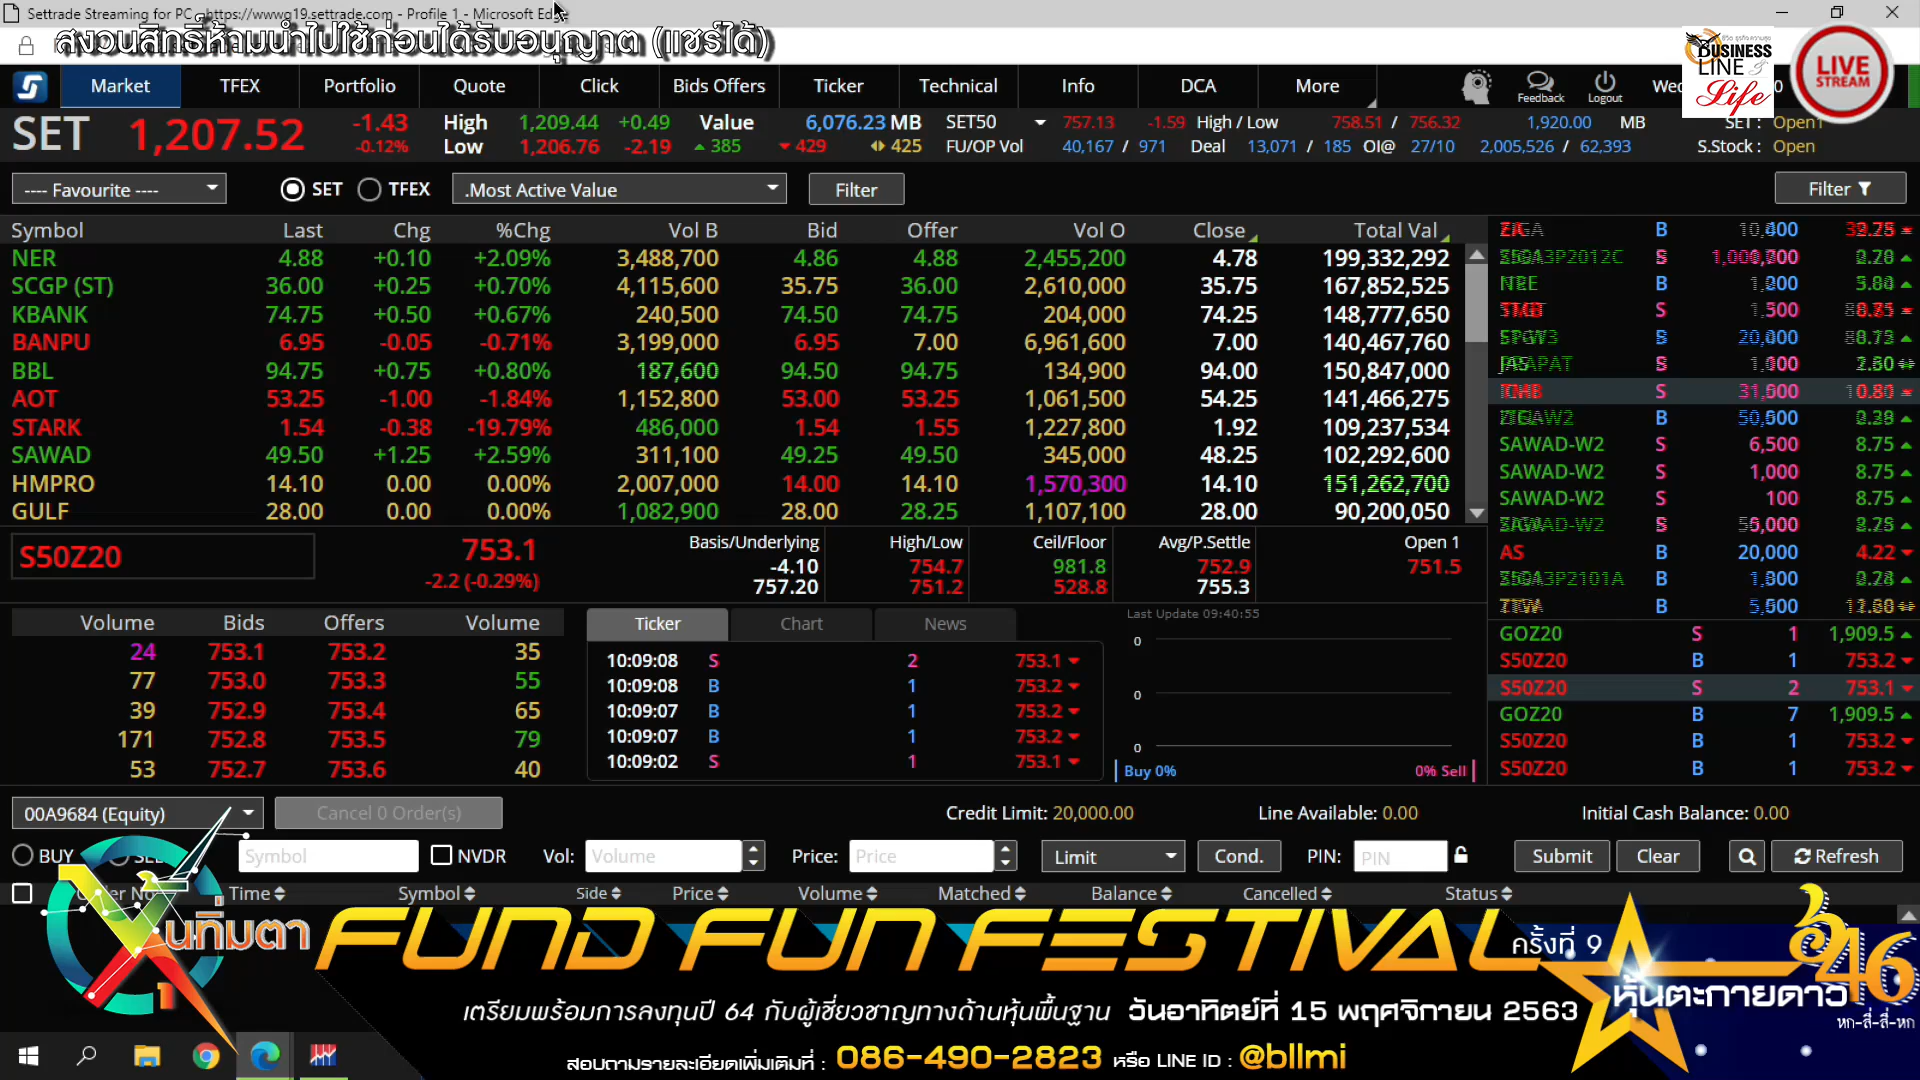 Settrade Streaming for PC - https://wwwg19.settrade.com - Profile 1 - Microsoft Edge
สงวนสิทธิ์ห้ามนำไปใช้ก่อนได้รับอนุญาต (แชร์ได้)
BUSINESS LINE & Life
LIVE STREAM
Market TFEX Portfolio Quote Click Bids Offers Ticker Technical Info DCA More Feedback Logout
SET 1,207.52 -1.43 -0.12%
High 1,209.44 +0.49 Value 6,076.23 MB SET50 757.13 -1.59 High / Low 758.51 / 756.32 1,920.00 MB SET : Open1
Low 1,206.76 -2.19 385 429 425 FU/OP Vol 40,167 / 971 Deal 13,071 / 185 OI@ 27/10 2,005,526 / 62,393 S.Stock : Open
---- Favourite ---- SET TFEX .Most Active Value Filter Filter
Symbol Last Chg %Chg Vol B Bid Offer Vol O Close Total Val
NER 4.88 +0.10 +2.09% 3,488,700 4.86 4.88 2,455,200 4.78 199,332,292
SCGP (ST) 36.00 +0.25 +0.70% 4,115,600 35.75 36.00 2,610,000 35.75 167,852,525
KBANK 74.75 +0.50 +0.67% 240,500 74.50 74.75 204,000 74.25 148,777,650
BANPU 6.95 -0.05 -0.71% 3,199,000 6.95 7.00 6,961,600 7.00 140,467,760
BBL 94.75 +0.75 +0.80% 187,600 94.50 94.75 134,900 94.00 150,847,000
AOT 53.25 -1.00 -1.84% 1,152,800 53.00 53.25 1,061,500 54.25 141,466,275
STARK 1.54 -0.38 -19.79% 486,000 1.54 1.55 1,227,800 1.92 109,237,534
SAWAD 49.50 +1.25 +2.59% 311,100 49.25 49.50 345,000 48.25 102,292,600
HMPRO 14.10 0.00 0.00% 2,007,000 14.00 14.10 1,570,300 14.10 151,262,700
GULF 28.00 0.00 0.00% 1,082,900 28.00 28.25 1,107,100 28.00 90,200,050
SAWAD-W2 S 6,500 8.75
SAWAD-W2 S 1,000 8.75
SAWAD-W2 S 100 8.75
AS B 20,000 4.22
GOZ20 S 1 1,909.5
S50Z20 B 1 753.2
S50Z20 S 2 753.1
GOZ20 B 7 1,909.5
S50Z20 B 1 753.2
S50Z20 B 1 753.2
S50Z20 753.1 -2.2 (-0.29%)
Basis/Underlying High/Low Ceil/Floor Avg/P.Settle Open 1
-4.10 754.7 981.8 752.9 751.5
757.20 751.2 528.8 755.3
Volume Bids Offers Volume
24 753.1 753.2 35
77 753.0 753.3 55
39 752.9 753.4 65
171 752.8 753.5 79
53 752.7 753.6 40
Ticker Chart News
10:09:08 S 2 753.1
10:09:08 B 1 753.2
10:09:07 B 1 753.2
10:09:07 B 1 753.2
10:09:02 S 1 753.1
Last Update 09:40:55
0
0
0
Buy 0% 0% Sell
00A9684 (Equity) Cancel 0 Order(s) Credit Limit: 20,000.00 Line Available: 0.00 Initial Cash Balance: 0.00
BUY Symbol NVDR Vol: Volume Price: Price Limit Cond. PIN: PIN Submit Clear Refresh
Time Symbol Side Price Volume Matched Balance Cancelled Status
นทิมตา
FUND FUN FESTIVAL ครั้งที่ 9
เตรียมพร้อมการลงทุนปี 64 กับผู้เชี่ยวชาญทางด้านหุ้นพื้นฐาน วันอาทิตย์ที่ 15 พฤศจิกายน 2563
สอบถามรายละเอียดเพิ่มเติมที่ : 086-490-2823 หรือ LINE ID : @bllmi
หุ้นตะกายดาว
หก-สี่-สี่-หก